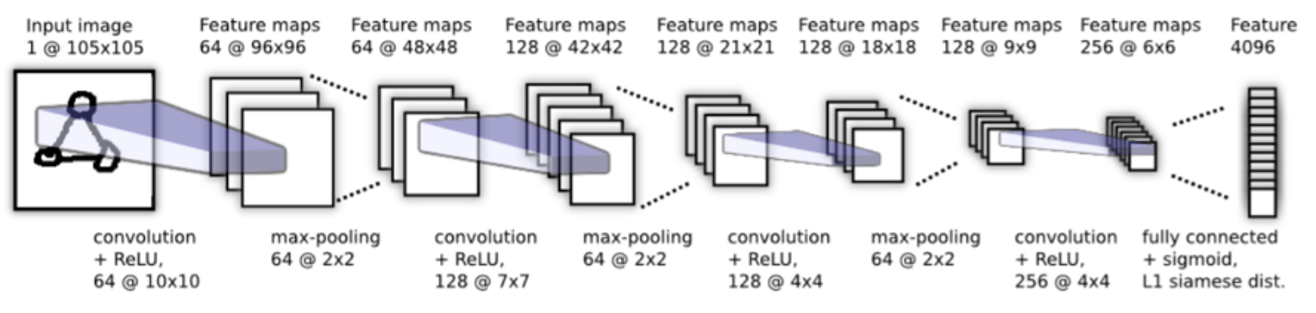 Input image
1 @ 105x105
Feature maps
64 @ 96x96
Feature maps
64 @ 48x48
Feature maps
128 @ 42x42
Feature maps
128 @ 21x21
Feature maps
128 @ 18x18
Feature maps
128 @ 9x9
Feature maps
256 @ 6x6
Feature
4096
convolution
+ ReLU,
64 @ 10x10
max-pooling
64 @ 2x2
convolution
+ ReLU,
128 @ 7x7
max-pooling
64 @ 2x2
convolution
+ ReLU,
128 @ 4x4
max-pooling
64 @ 2x2
convolution
+ ReLU,
256 @ 4x4
fully connected
+ sigmoid,
L1 siamese dist.